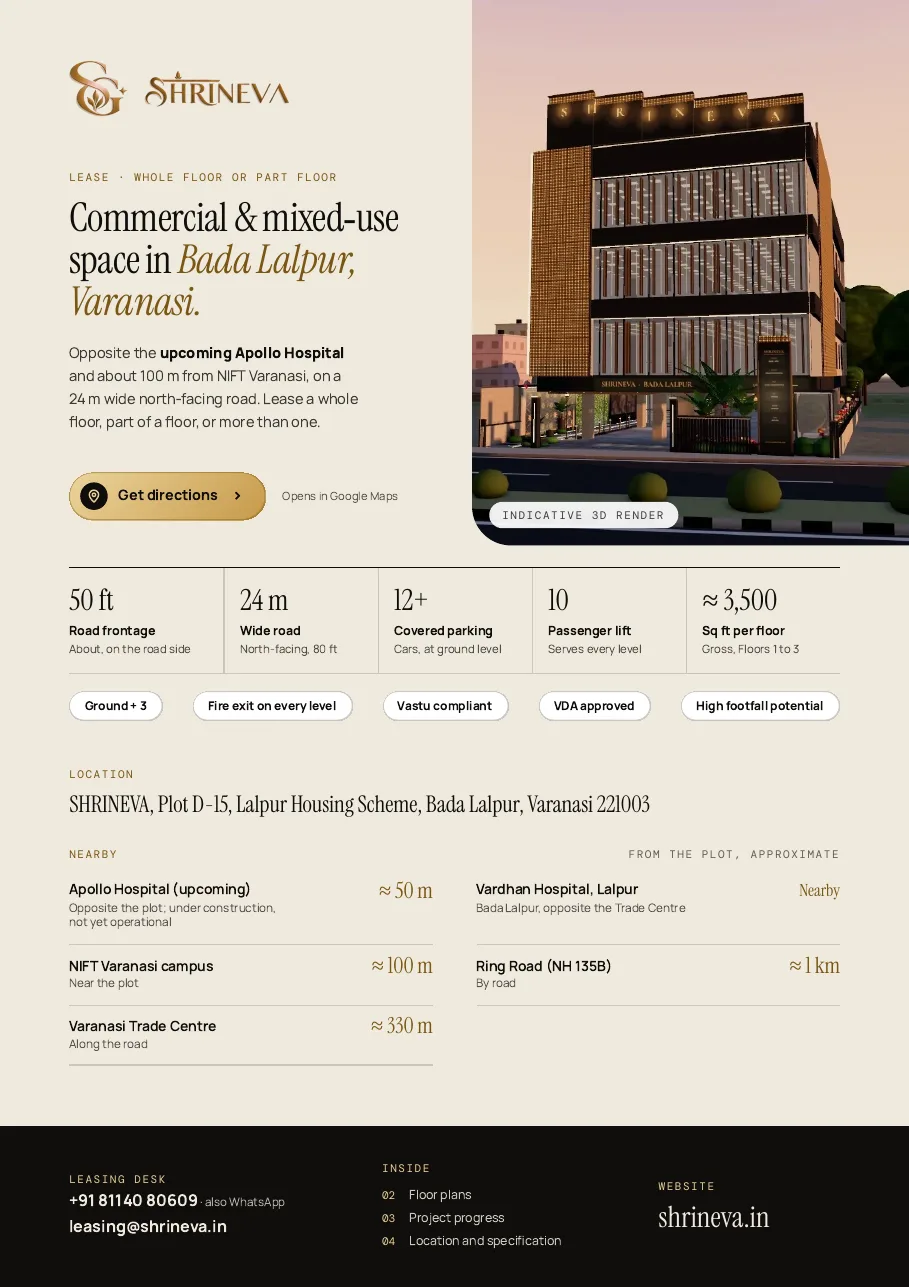 SG SHRINEVA
LEASE · WHOLE FLOOR OR PART FLOOR
Commercial & mixed-use
space in Bada Lalpur,
Varanasi.
Opposite the upcoming Apollo Hospital
and about 100 m from NIFT Varanasi, on a
24 m wide north-facing road. Lease a whole
floor, part of a floor, or more than one.
Get directions ›
Opens in Google Maps
SHRINEVA
SHRINEVA · BADA LALPUR
SHRINEVA
INDICATIVE 3D RENDER
50 ft
Road frontage
About, on the road side
24 m
Wide road
North-facing, 80 ft
12+
Covered parking
Cars, at ground level
10
Passenger lift
Serves every level
≈ 3,500
Sq ft per floor
Gross, Floors 1 to 3
Ground + 3
Fire exit on every level
Vastu compliant
VDA approved
High footfall potential
LOCATION
SHRINEVA, Plot D-15, Lalpur Housing Scheme, Bada Lalpur, Varanasi 221003
NEARBY
FROM THE PLOT, APPROXIMATE
Apollo Hospital (upcoming) ≈ 50 m
Opposite the plot; under construction,
not yet operational
NIFT Varanasi campus ≈ 100 m
Near the plot
Varanasi Trade Centre ≈ 330 m
Along the road
Vardhan Hospital, Lalpur Nearby
Bada Lalpur, opposite the Trade Centre
Ring Road (NH 135B) ≈ 1 km
By road
LEASING DESK
+91 81140 80609 · also WhatsApp
leasing@shrineva.in
INSIDE
02 Floor plans
03 Project progress
04 Location and specification
WEBSITE
shrineva.in